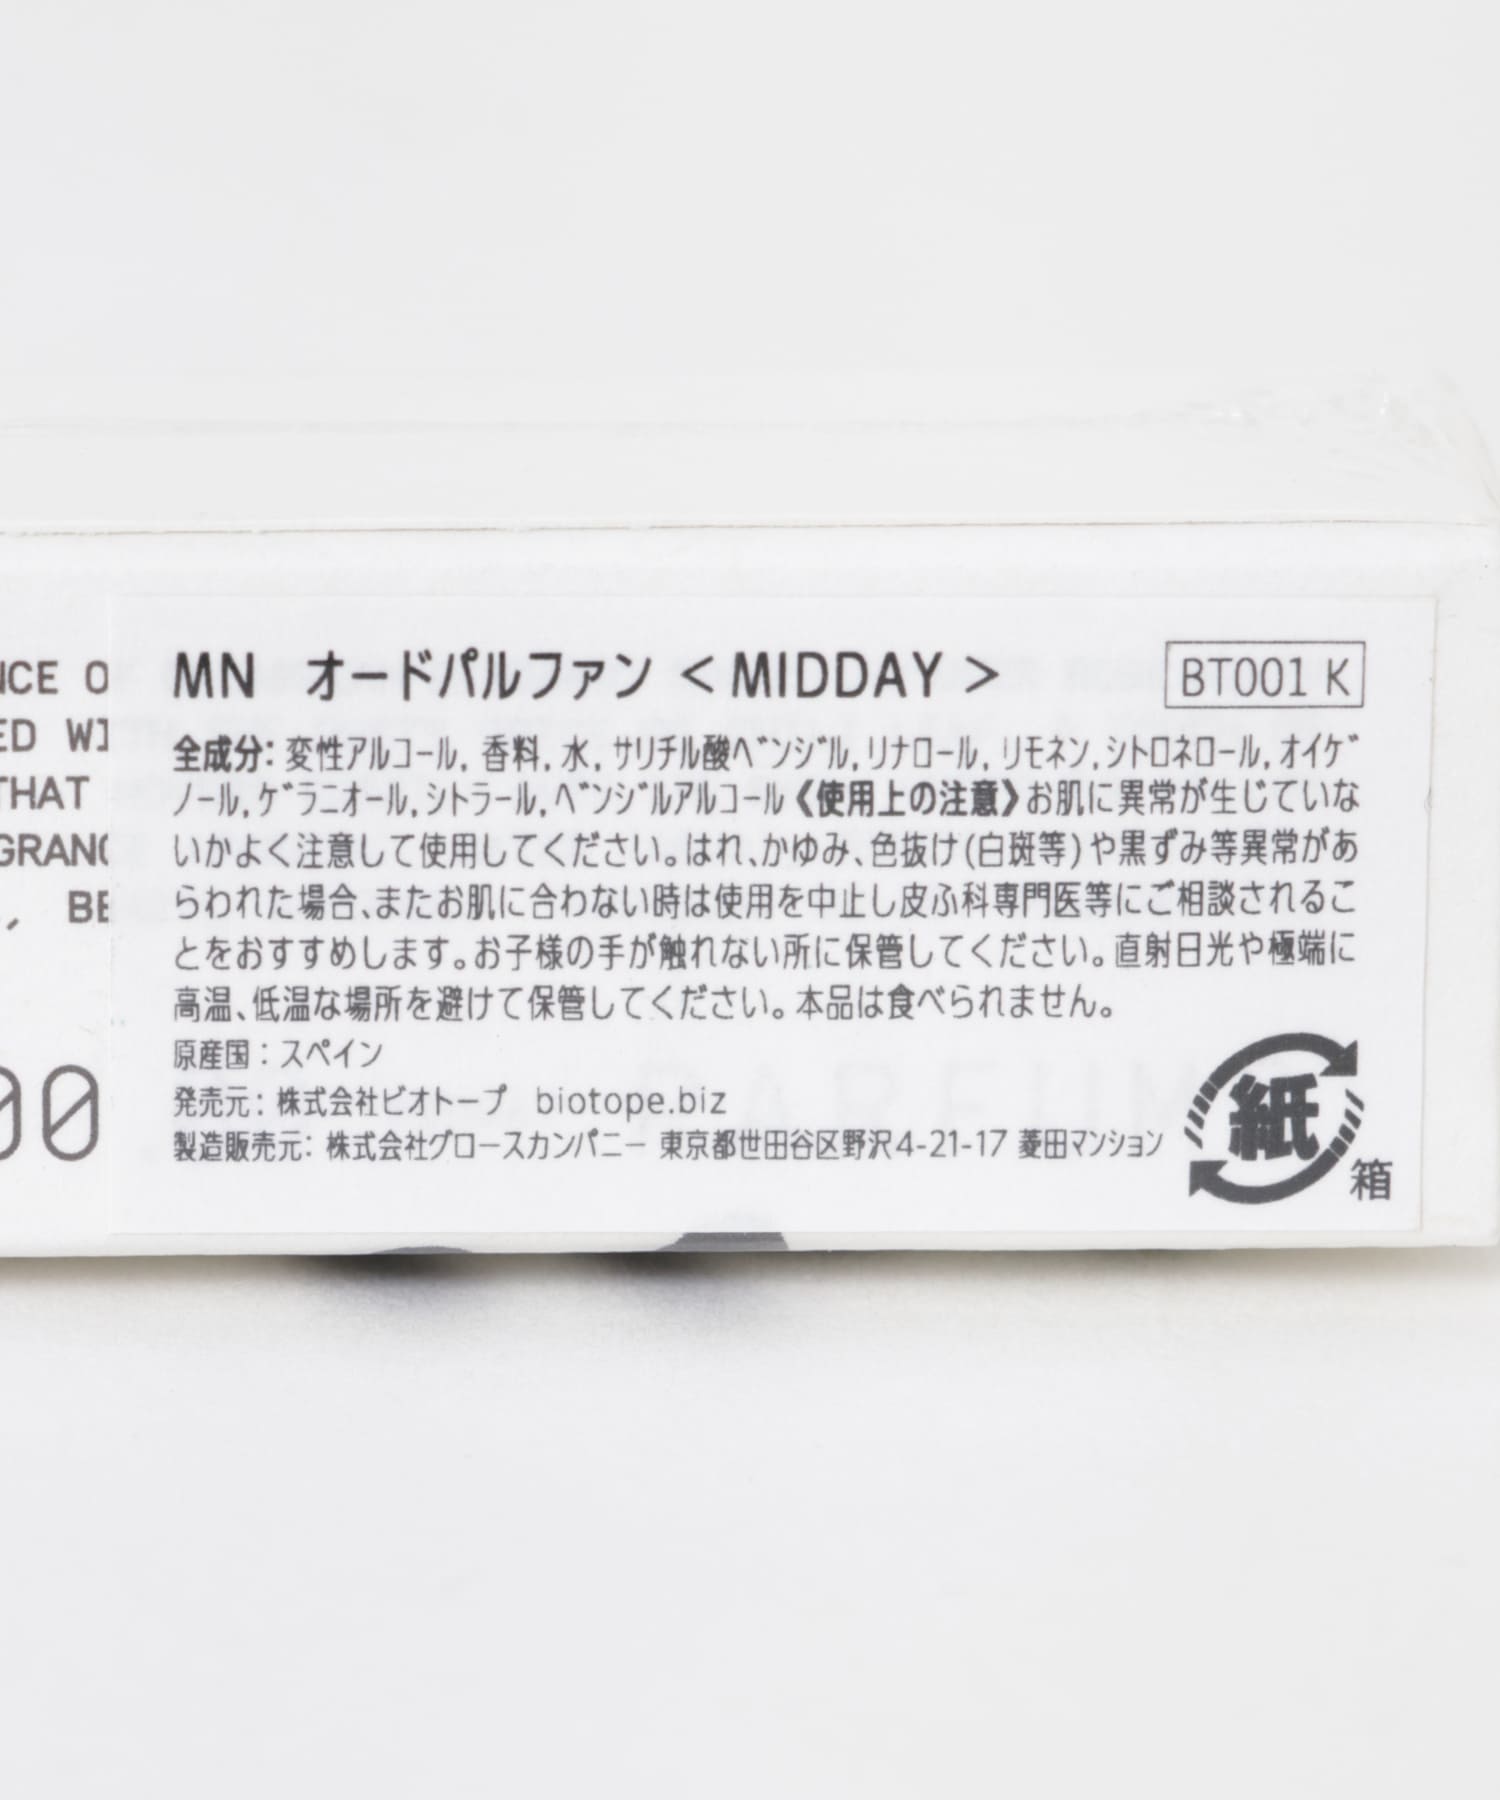 MN オードパルファン <MIDDAY>
BT001 K
全成分: 変性アルコール, 香料, 水, サリチル酸ベンジル, リナロール, リモネン, シトロネロール, オイゲ
ノール, ゲラニオール, シトラール, ベンジルアルコール《使用上の注意》お肌に異常が生じていな
いかよく注意して使用してください。はれ、かゆみ、色抜け(白斑等)や黒ずみ等異常があ
らわれた場合、またお肌に合わない時は使用を中止し皮ふ科専門医等にご相談されるこ
とをおすすめします。お子様の手が触れない所に保管してください。直射日光や極端に
高温、低温な場所を避けて保管してください。本品は食べられません。
原産国：スペイン
発売元: 株式会社ビオトープ biotope.biz
製造販売元: 株式会社グロースカンパニー 東京都世田谷区野沢4-21-17 菱田マンション
紙
箱
NCE O
ED WI
THAT
GRANC
, BE
00